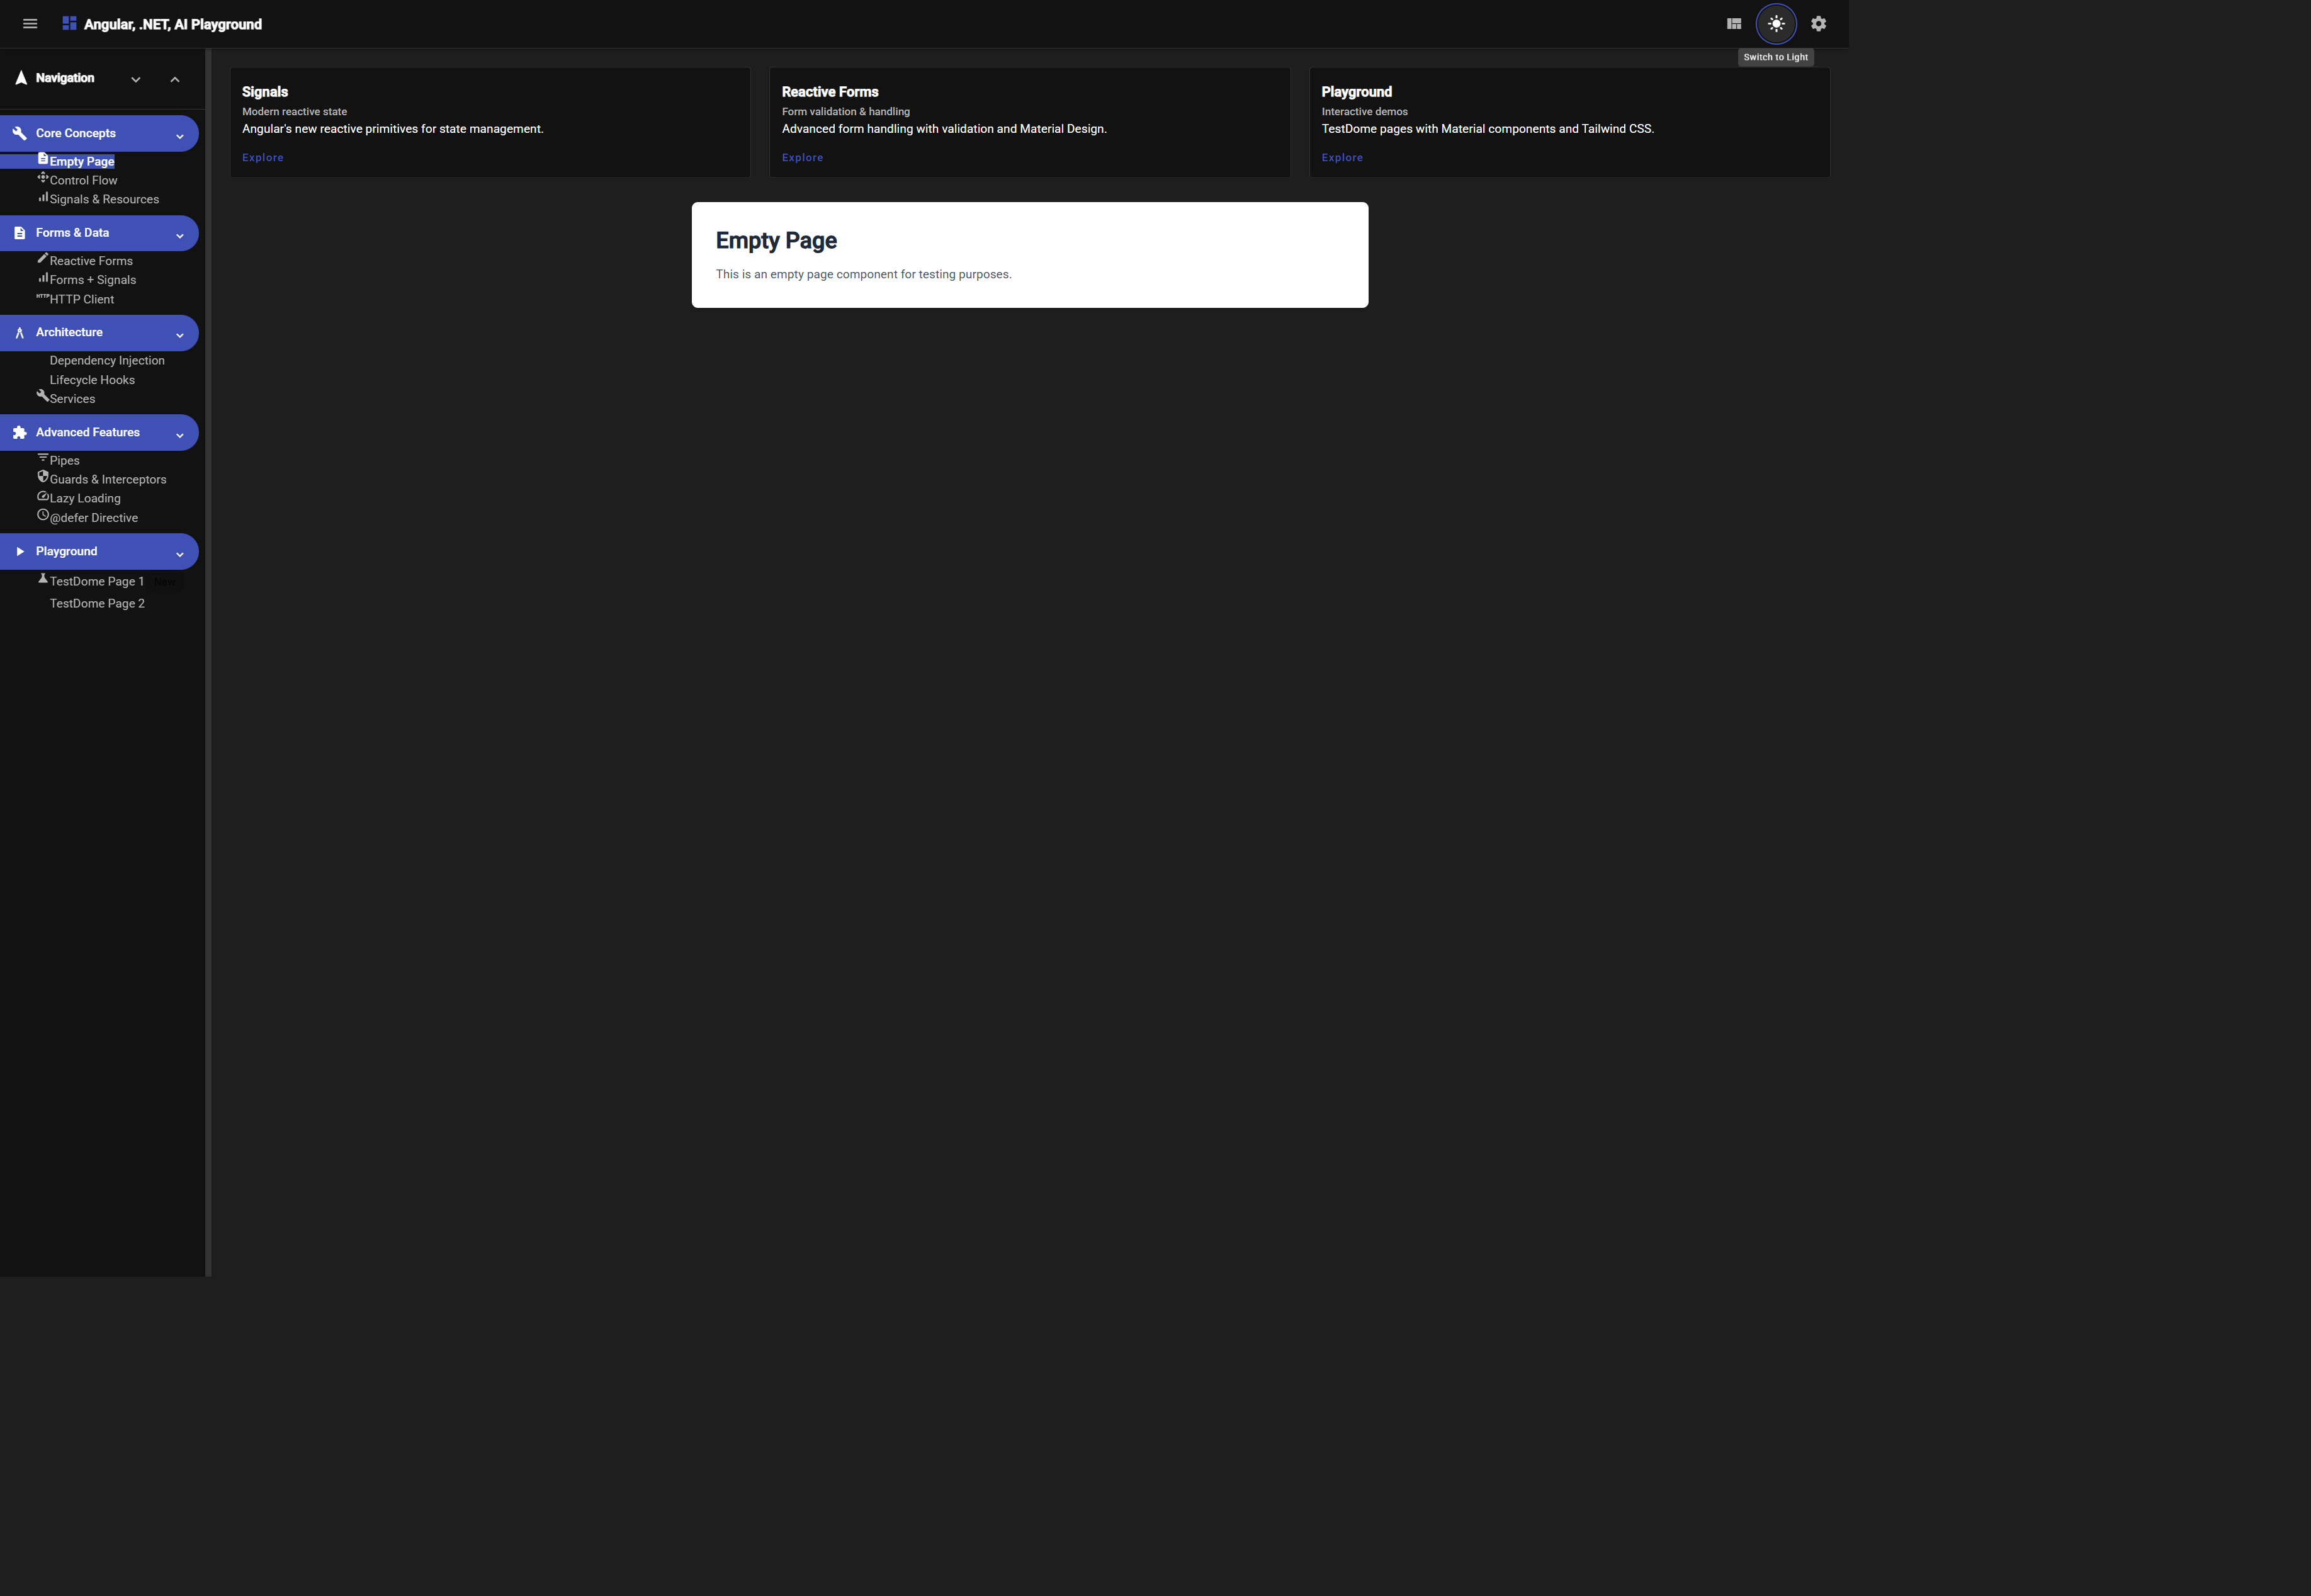 Angular, .NET, AI Playground
Switch to Light
Navigation
Core Concepts
Empty Page
Control Flow
Signals & Resources
Forms & Data
Reactive Forms
Forms + Signals
HTTP
HTTP Client
Architecture
Dependency Injection
Lifecycle Hooks
Services
Advanced Features
Pipes
Guards & Interceptors
Lazy Loading
@defer Directive
Playground
TestDome Page 1 New
TestDome Page 2
Signals
Modern reactive state
Angular's new reactive primitives for state management.
Explore
Reactive Forms
Form validation & handling
Advanced form handling with validation and Material Design.
Explore
Playground
Interactive demos
TestDome pages with Material components and Tailwind CSS.
Explore
Empty Page
This is an empty page component for testing purposes.